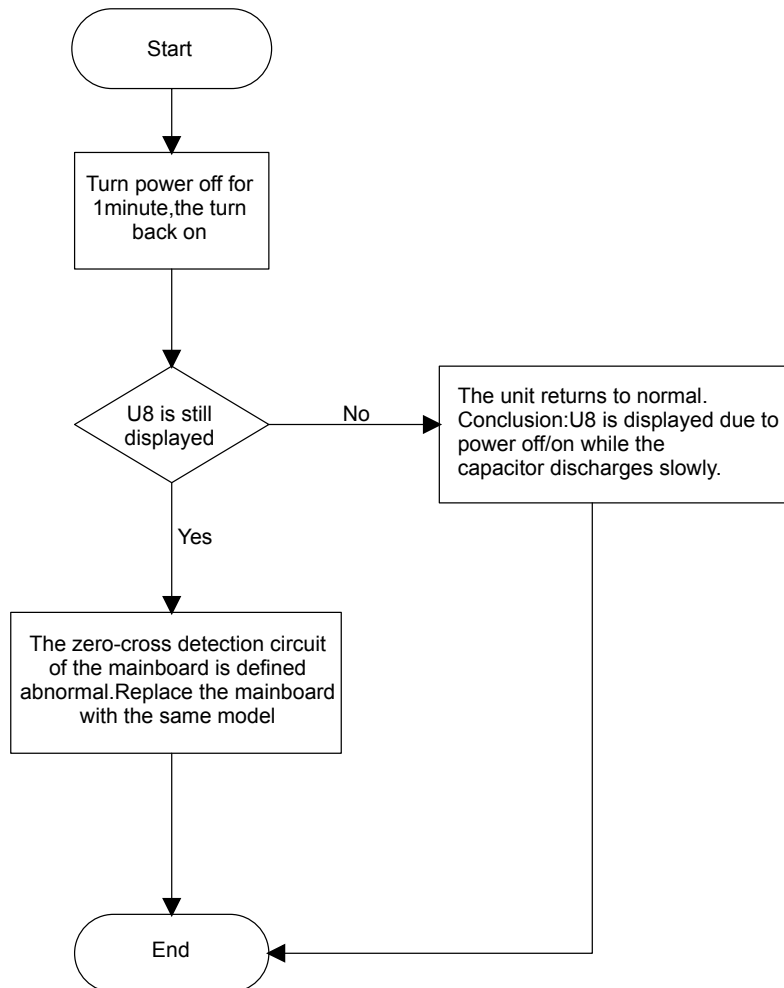 Start
Turn power off for
1minute,the turn
back on
U8 is still
displayed
No
The unit returns to normal.
Conclusion:U8 is displayed due to
power off/on while the
capacitor discharges slowly.
Yes
The zero-cross detection circuit
of the mainboard is defined
abnormal.Replace the mainboard
with the same model
End